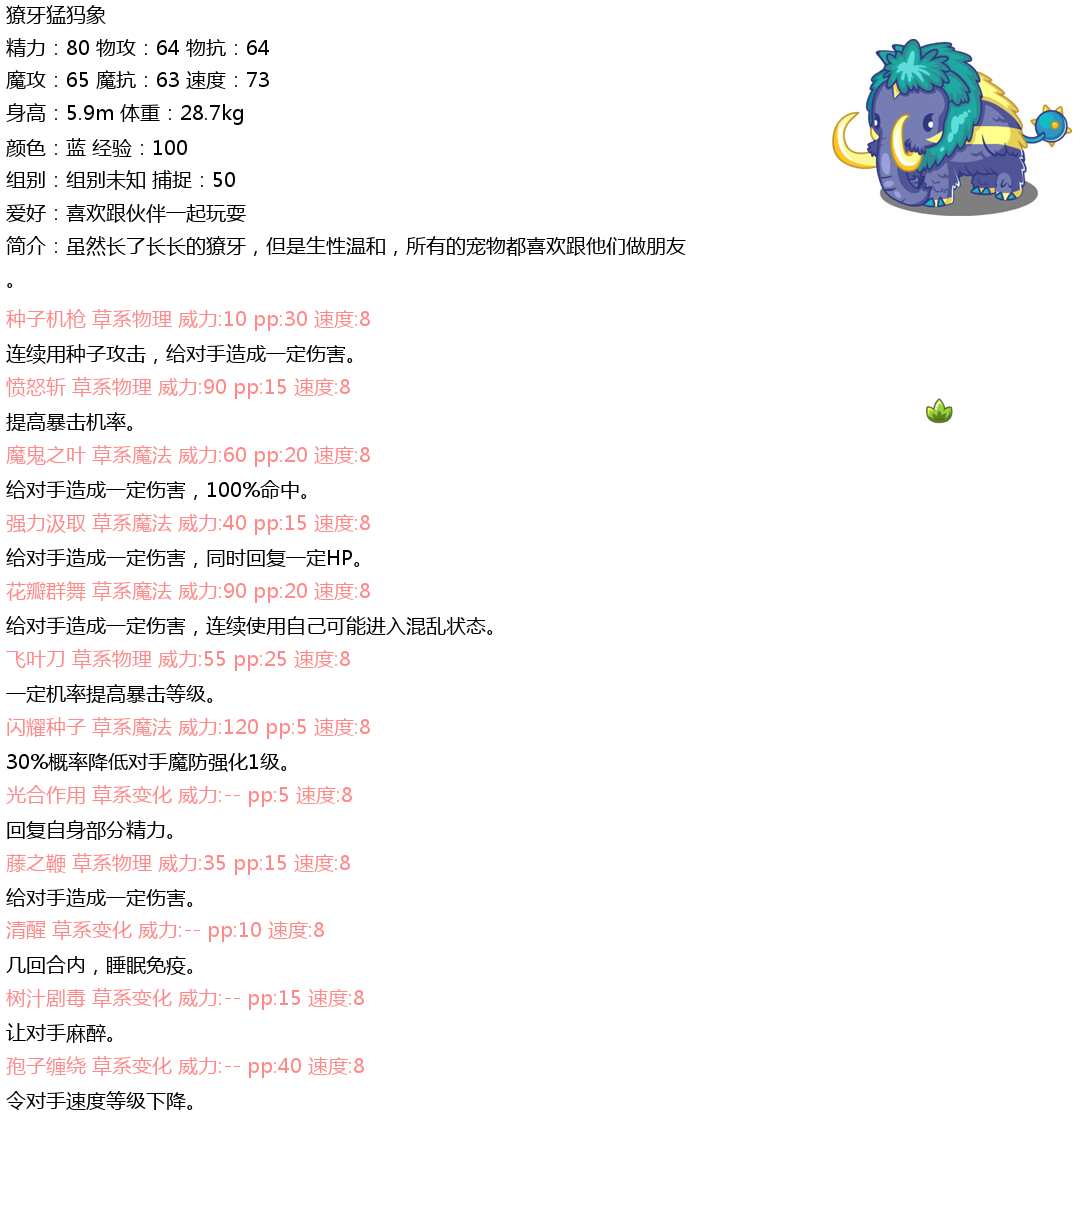 獠牙猛犸象
精力：80 物攻：64 物抗：64
魔攻：65 魔抗：63 速度：73
身高：5.9m 体重：28.7kg
颜色：蓝 经验：100
组别：组别未知 捕捉：50
爱好：喜欢跟伙伴一起玩耍
简介：虽然长了长长的獠牙，但是生性温和，所有的宠物都喜欢跟他们做朋友
。
种子机枪 草系物理 威力:10 pp:30 速度:8
连续用种子攻击，给对手造成一定伤害。
愤怒斩 草系物理 威力:90 pp:15 速度:8
提高暴击机率。
魔鬼之叶 草系魔法 威力:60 pp:20 速度:8
给对手造成一定伤害，100%命中。
强力汲取 草系魔法 威力:40 pp:15 速度:8
给对手造成一定伤害，同时回复一定HP。
花瓣群舞 草系魔法 威力:90 pp:20 速度:8
给对手造成一定伤害，连续使用自己可能进入混乱状态。
飞叶刀 草系物理 威力:55 pp:25 速度:8
一定机率提高暴击等级。
闪耀种子 草系魔法 威力:120 pp:5 速度:8
30%概率降低对手魔防强化1级。
光合作用 草系变化 威力:-- pp:5 速度:8
回复自身部分精力。
藤之鞭 草系物理 威力:35 pp:15 速度:8
给对手造成一定伤害。
清醒 草系变化 威力:-- pp:10 速度:8
几回合内，睡眠免疫。
树汁剧毒 草系变化 威力:-- pp:15 速度:8
让对手麻醉。
孢子缠绕 草系变化 威力:-- pp:40 速度:8
令对手速度等级下降。